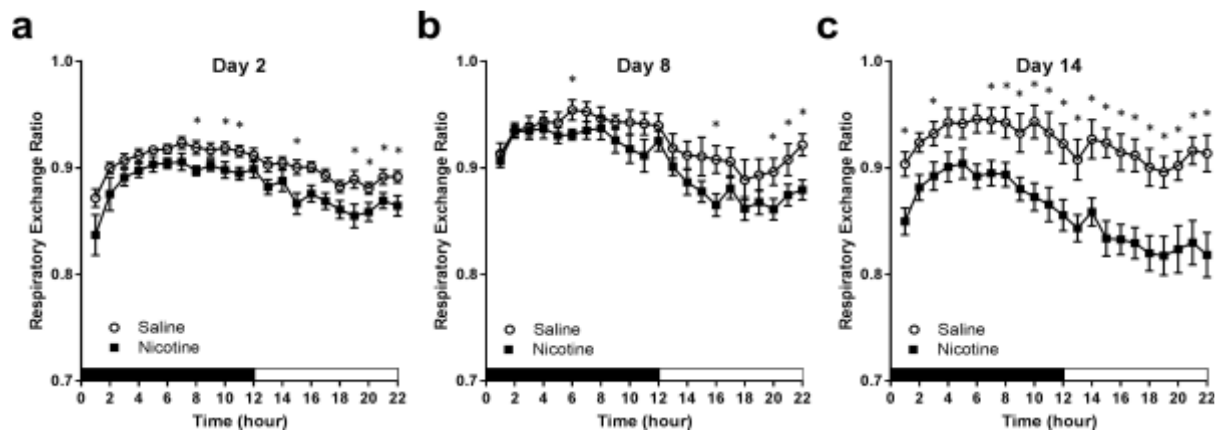 a
Day 2
Respiratory Exchange Ratio
1.0
0.9
0.8
0.7
* * * * * * * *
Saline
Nicotine
0 2 4 6 8 10 12 14 16 18 20 22
Time (hour)
b
Day 8
Respiratory Exchange Ratio
1.0
0.9
0.8
0.7
* * * * *
Saline
Nicotine
0 2 4 6 8 10 12 14 16 18 20 22
Time (hour)
c
Day 14
Respiratory Exchange Ratio
1.0
0.9
0.8
0.7
* * * * * * * * * * * * * * * * * *
Saline
Nicotine
0 2 4 6 8 10 12 14 16 18 20 22
Time (hour)